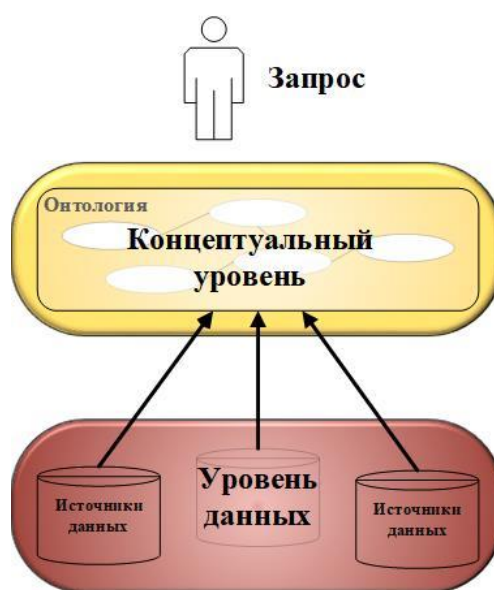 Запрос
Онтология
Концептуальный
уровень
Уровень
данных
Источники
данных
Источники
данных